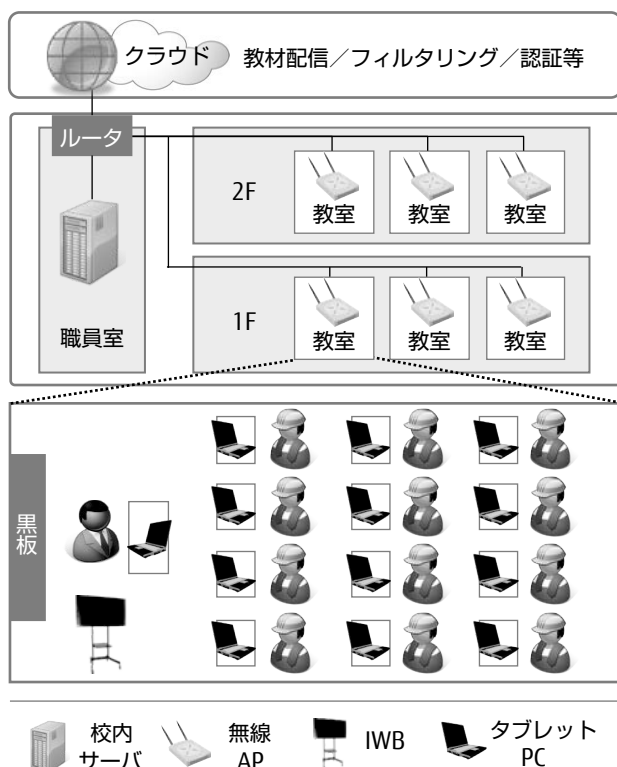 クラウド 教材配信／フィルタリング／認証等
ルータ
2F
教室 教室 教室
職員室
1F
教室 教室 教室
黒板
校内
サーバ
無線
AP
IWB
タブレット
PC